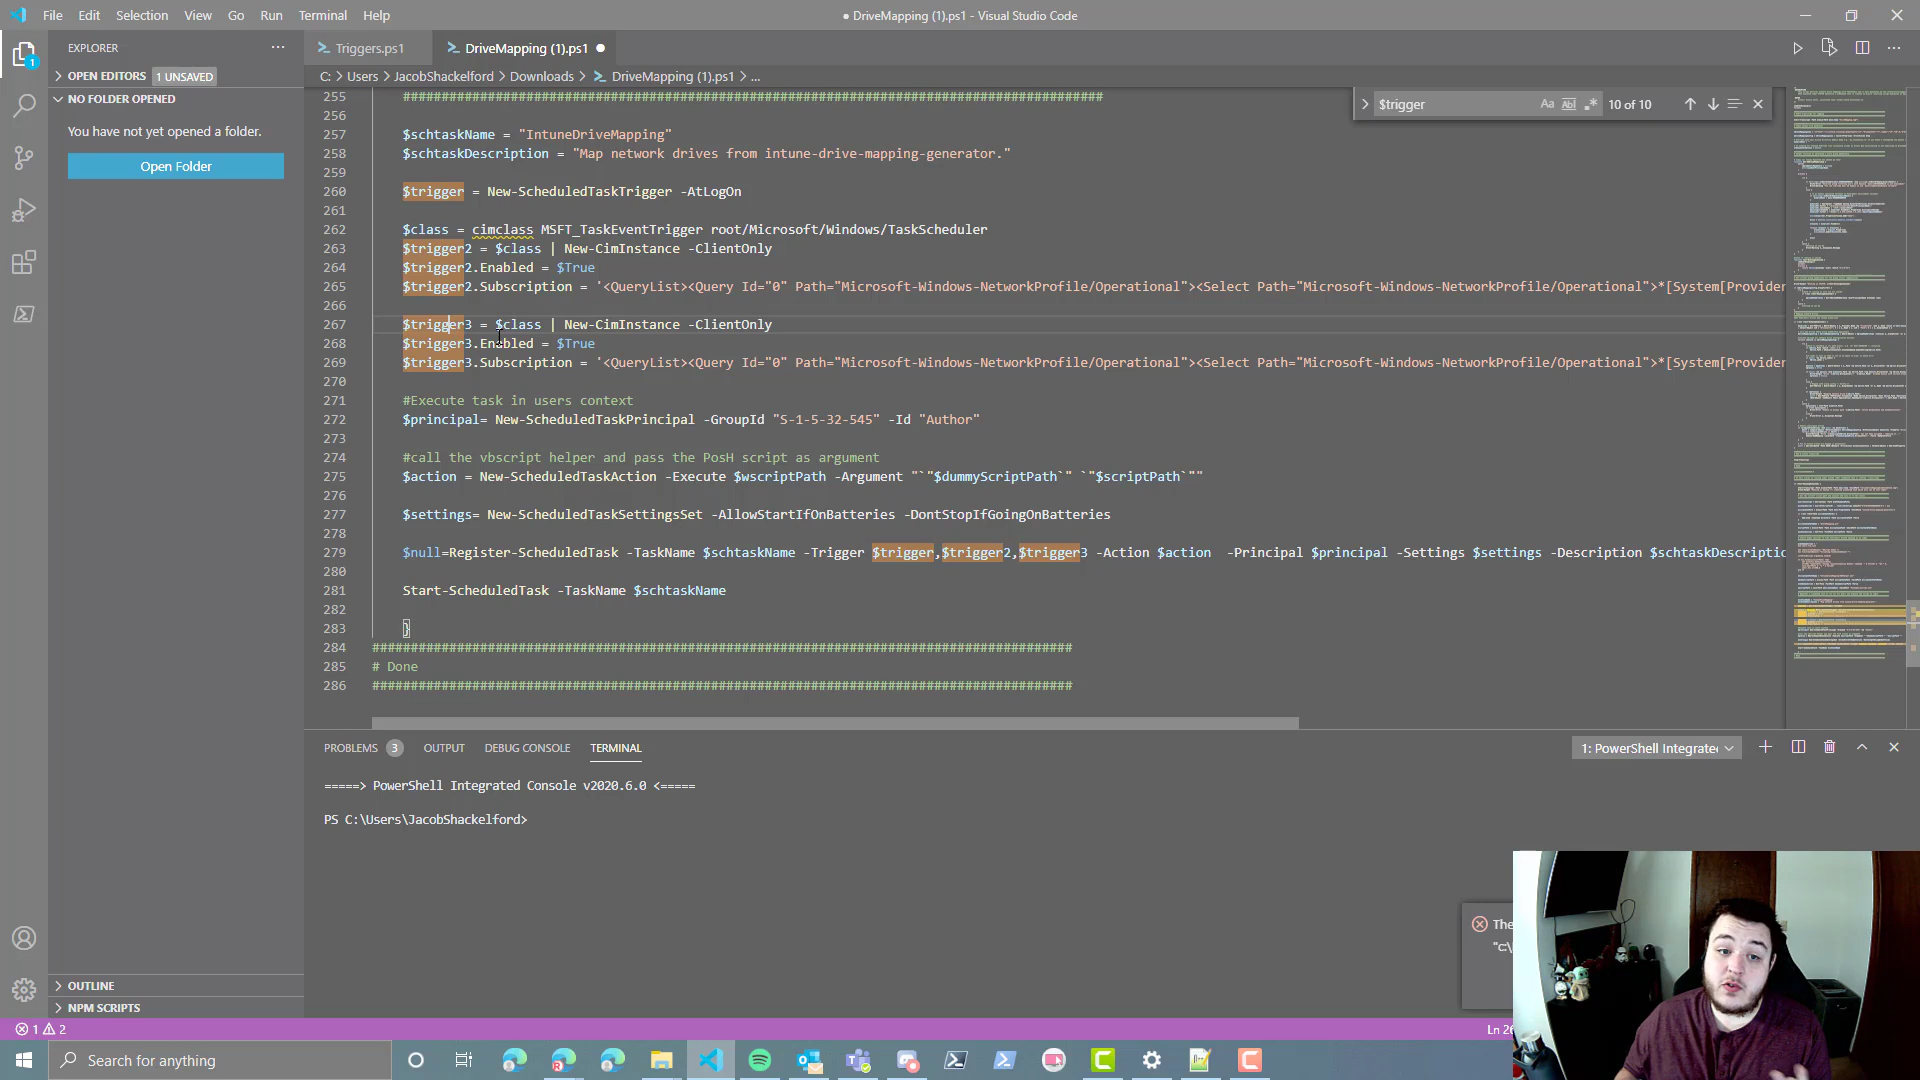 File Edit Selection View Go Run Terminal Help
● DriveMapping (1).ps1 - Visual Studio Code
EXPLORER
Triggers.ps1
DriveMapping (1).ps1
OPEN EDITORS 1 UNSAVED
C: > Users > JacobShackelford > Downloads > DriveMapping (1).ps1 > ...
NO FOLDER OPENED
You have not yet opened a folder.
Open Folder
$trigger
Aa Abl .*
10 of 10
255 ###########################################################################################
256
257 $schtaskName = "IntuneDriveMapping"
258 $schtaskDescription = "Map network drives from intune-drive-mapping-generator."
259
260 $trigger = New-ScheduledTaskTrigger -AtLogOn
261
262 $class = cimclass MSFT_TaskEventTrigger root/Microsoft/Windows/TaskScheduler
263 $trigger2 = $class | New-CimInstance -ClientOnly
264 $trigger2.Enabled = $True
265 $trigger2.Subscription = '<QueryList><Query Id="0" Path="Microsoft-Windows-NetworkProfile/Operational"><Select Path="Microsoft-Windows-NetworkProfile/Operational">*[System[Provider
266
267 $trigger3 = $class | New-CimInstance -ClientOnly
268 $trigger3.Enabled = $True
269 $trigger3.Subscription = '<QueryList><Query Id="0" Path="Microsoft-Windows-NetworkProfile/Operational"><Select Path="Microsoft-Windows-NetworkProfile/Operational">*[System[Provider
270
271 #Execute task in users context
272 $principal= New-ScheduledTaskPrincipal -GroupId "S-1-5-32-545" -Id "Author"
273
274 #call the vbscript helper and pass the PosH script as argument
275 $action = New-ScheduledTaskAction -Execute $wscriptPath -Argument "`"$dummyScriptPath`" `"$scriptPath`""
276
277 $settings= New-ScheduledTaskSettingsSet -AllowStartIfOnBatteries -DontStopIfGoingOnBatteries
278
279 $null=Register-ScheduledTask -TaskName $schtaskName -Trigger $trigger,$trigger2,$trigger3 -Action $action  -Principal $principal -Settings $settings -Description $schtaskDescriptio
280
281 Start-ScheduledTask -TaskName $schtaskName
282
283 }
284 ###########################################################################################
285 # Done
286 ###########################################################################################
PROBLEMS 3 OUTPUT DEBUG CONSOLE TERMINAL
1: PowerShell Integrate
=====> PowerShell Integrated Console v2020.6.0 <=====
PS C:\Users\JacobShackelford>
The
"c:\
OUTLINE
NPM SCRIPTS
1 2
Ln 26
Search for anything